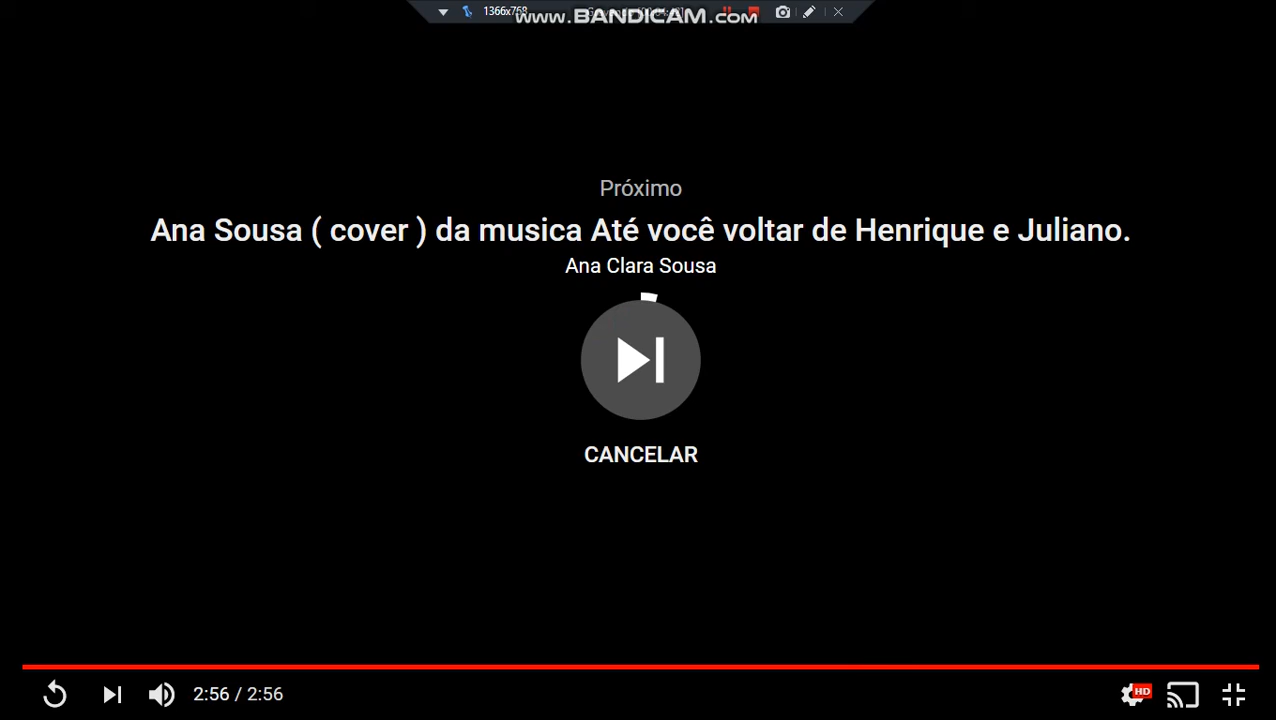 1366x768
www.BANDICAM.com
Próximo
Ana Sousa ( cover ) da musica Até você voltar de Henrique e Juliano.
Ana Clara Sousa
CANCELAR
2:56 / 2:56
HD